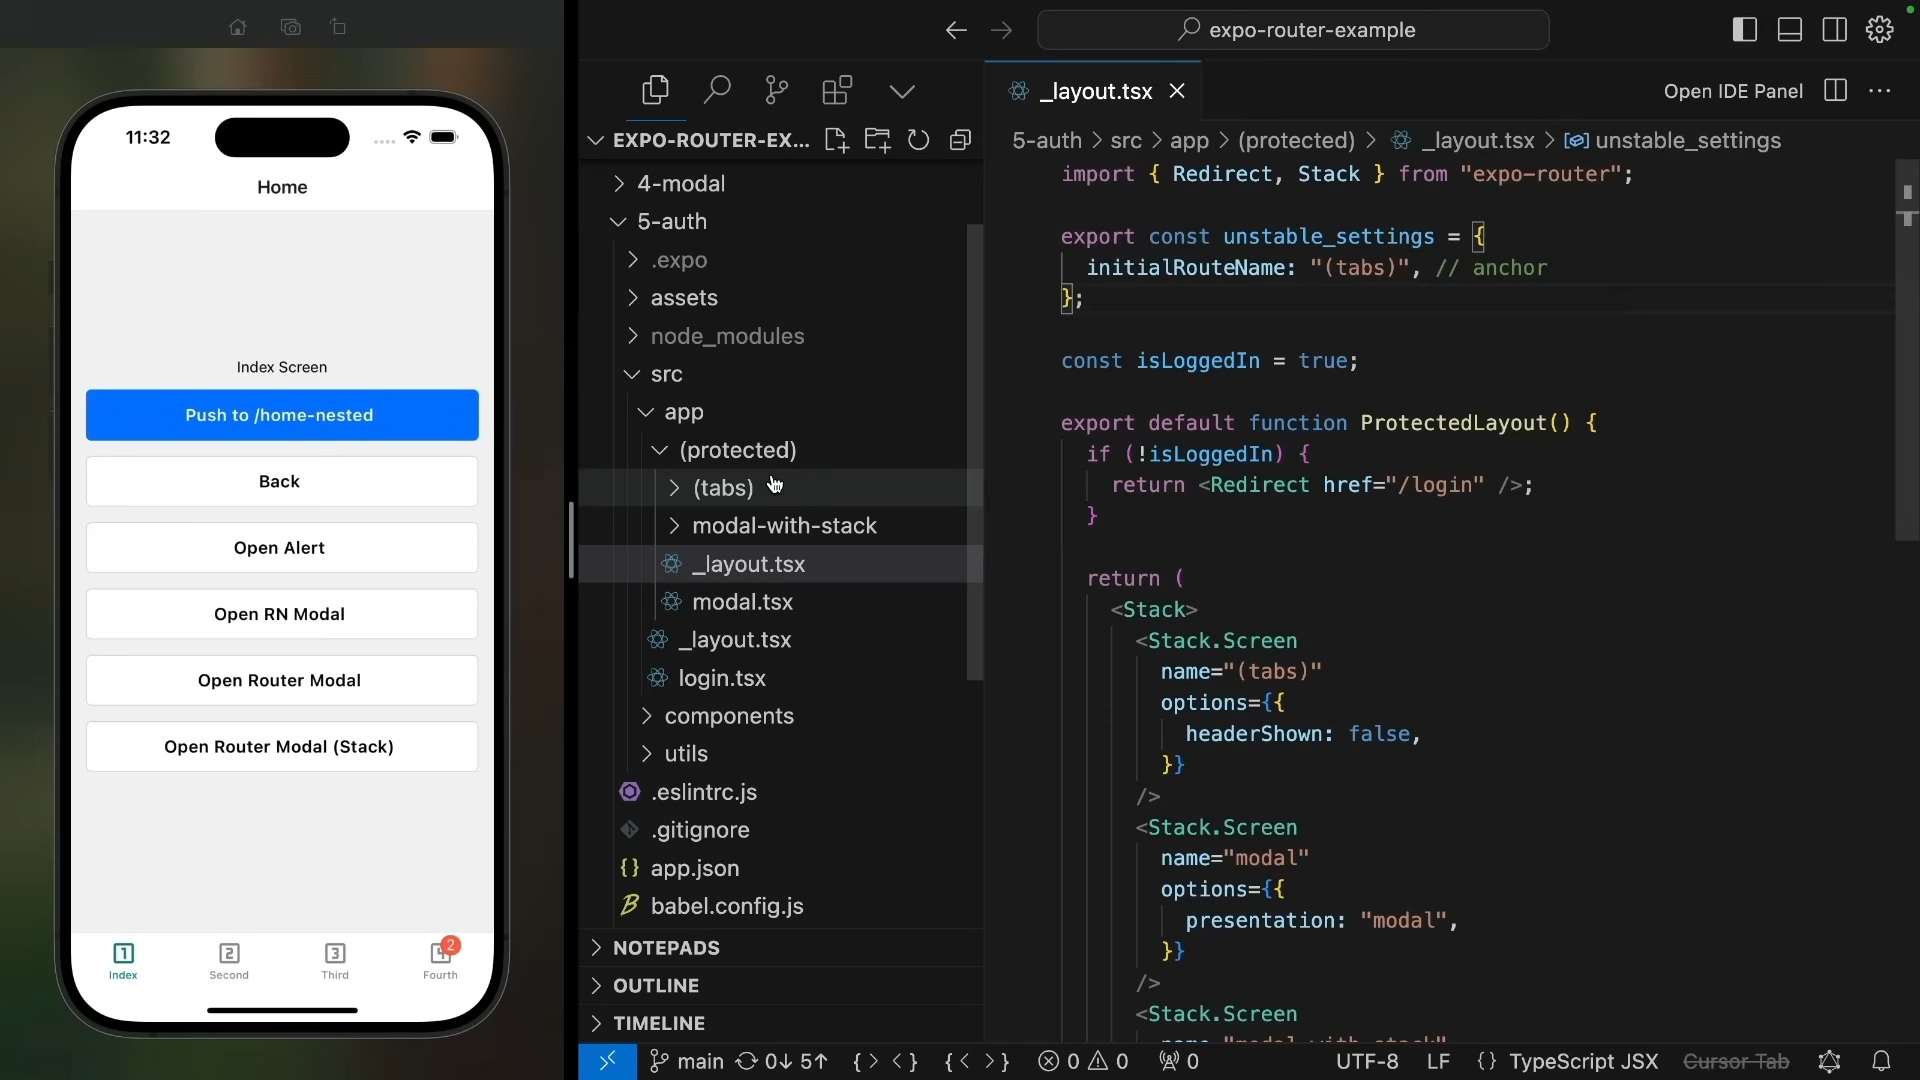 11:32
Home
Index Screen
Push to /home-nested
Back
Open Alert
Open RN Modal
Open Router Modal
Open Router Modal (Stack)
1
2
3
2
Index
Second
Third
Fourth
expo-router-example
EXPO-ROUTER-EX...
4-modal
5-auth
.expo
assets
node_modules
src
app
(protected)
(tabs)
modal-with-stack
_layout.tsx
modal.tsx
_layout.tsx
login.tsx
components
utils
.eslintrc.js
.gitignore
app.json
babel.config.js
NOTEPADS
OUTLINE
TIMELINE
_layout.tsx
Open IDE Panel
5-auth > src > app > (protected) > _layout.tsx > unstable_settings
import { Redirect, Stack } from "expo-router";
export const unstable_settings = {
initialRouteName: "(tabs)", // anchor
};
const isLoggedIn = true;
export default function ProtectedLayout() {
if (!isLoggedIn) {
return <Redirect href="/login" />;
}
return (
<Stack>
<Stack.Screen
name="(tabs)"
options={{
headerShown: false,
}}
/>
<Stack.Screen
name="modal"
options={{
presentation: "modal",
}}
/>
<Stack.Screen
name="modal-with-stack"
main 0↓ 5↑ { > < } { < > } 0 0 0 UTF-8 LF {} TypeScript JSX Cursor Tab